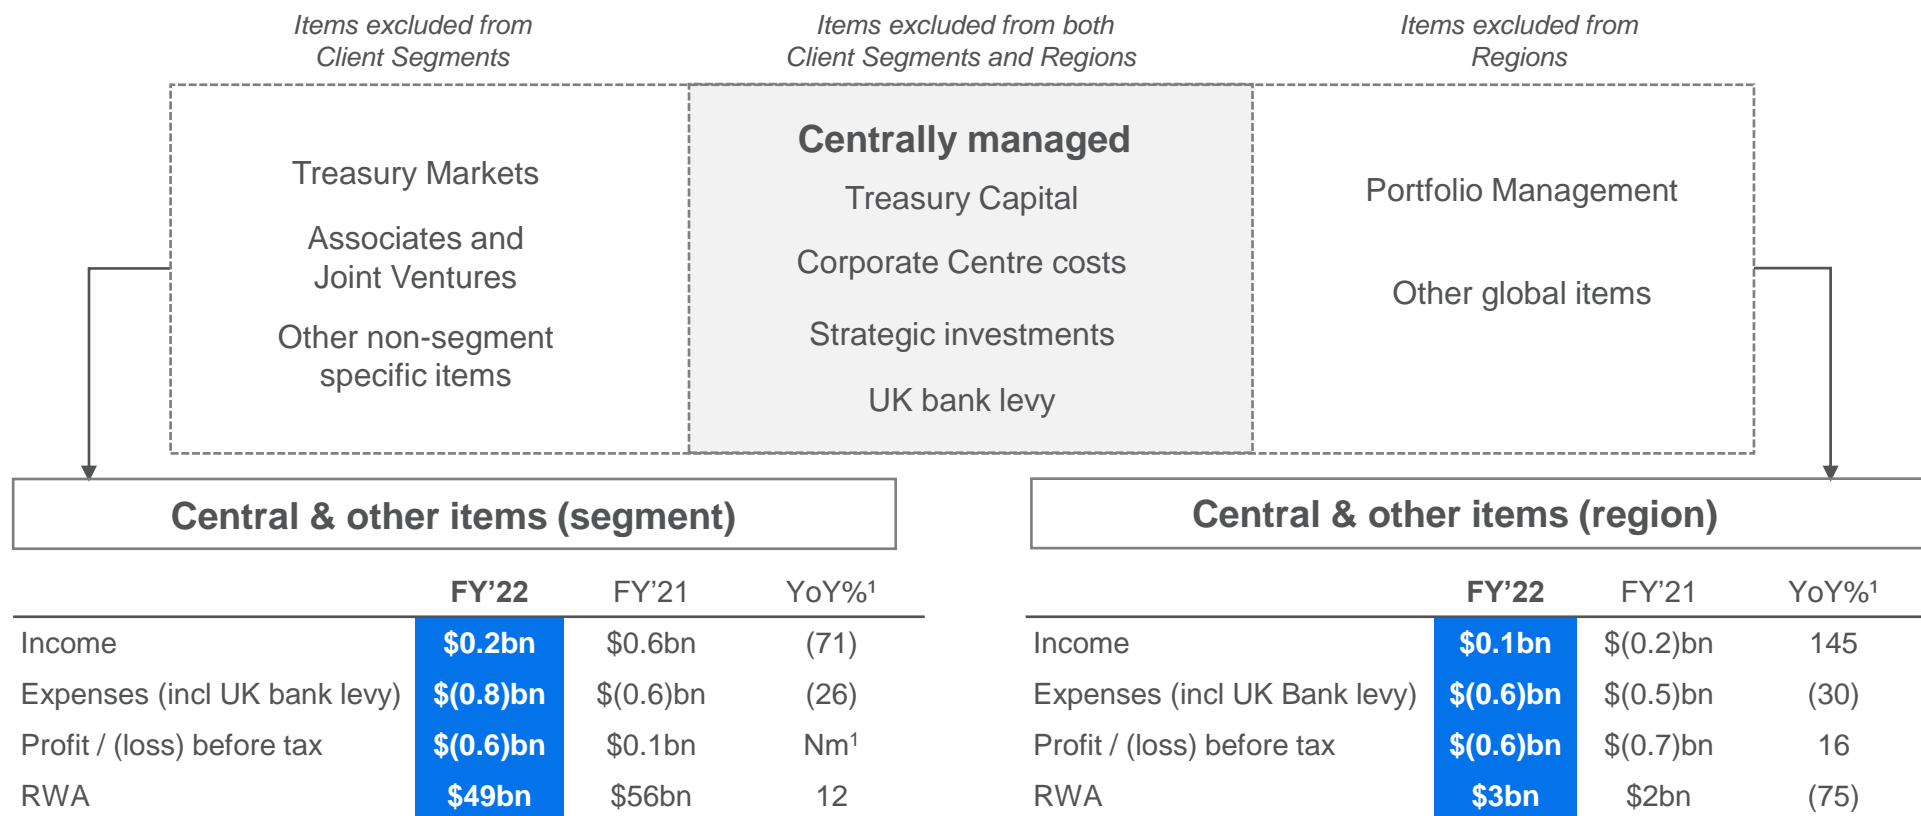 Items excluded from
Client Segments
Items excluded from both
Client Segments and Regions
Items excluded from
Regions
Treasury Markets
Associates and
Joint Ventures
Other non-segment
specific items
Centrally managed
Treasury Capital
Corporate Centre costs
Strategic investments
UK bank levy
Portfolio Management
Other global items
Central & other items (segment)
FY’22 FY’21 YoY%¹
Income $0.2bn $0.6bn (71)
Expenses (incl UK bank levy) $(0.8)bn $(0.6)bn (26)
Profit / (loss) before tax $(0.6)bn $0.1bn Nm¹
RWA $49bn $56bn 12
Central & other items (region)
FY’22 FY’21 YoY%¹
Income $0.1bn $(0.2)bn 145
Expenses (incl UK Bank levy) $(0.6)bn $(0.5)bn (30)
Profit / (loss) before tax $(0.6)bn $(0.7)bn 16
RWA $3bn $2bn (75)